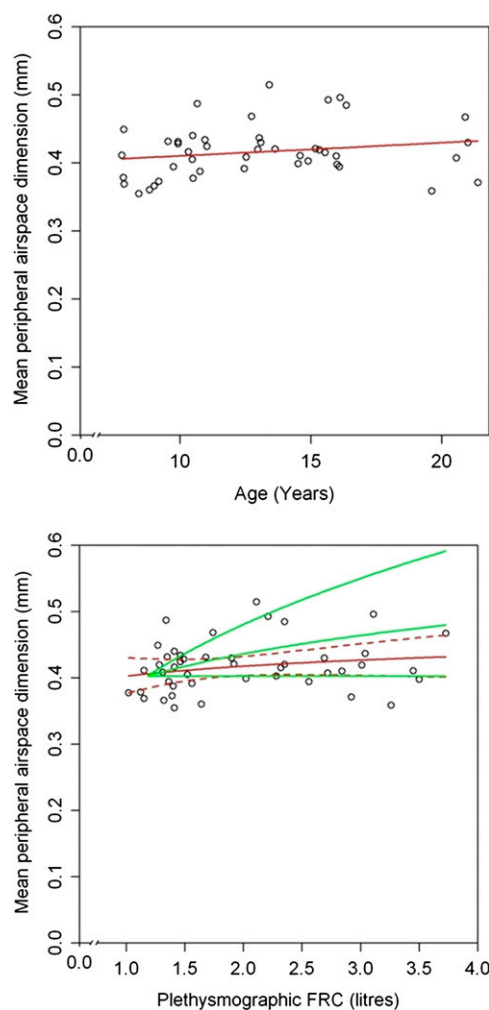 0.6
0.5
0.4
0.3
0.2
0.1
0.0
Mean peripheral airspace dimension (mm)
0.0 10 15 20
Age (Years)
0.6
0.5
0.4
0.3
0.2
0.1
0.0
Mean peripheral airspace dimension (mm)
0.0 1.0 1.5 2.0 2.5 3.0 3.5 4.0
Plethysmographic FRC (litres)